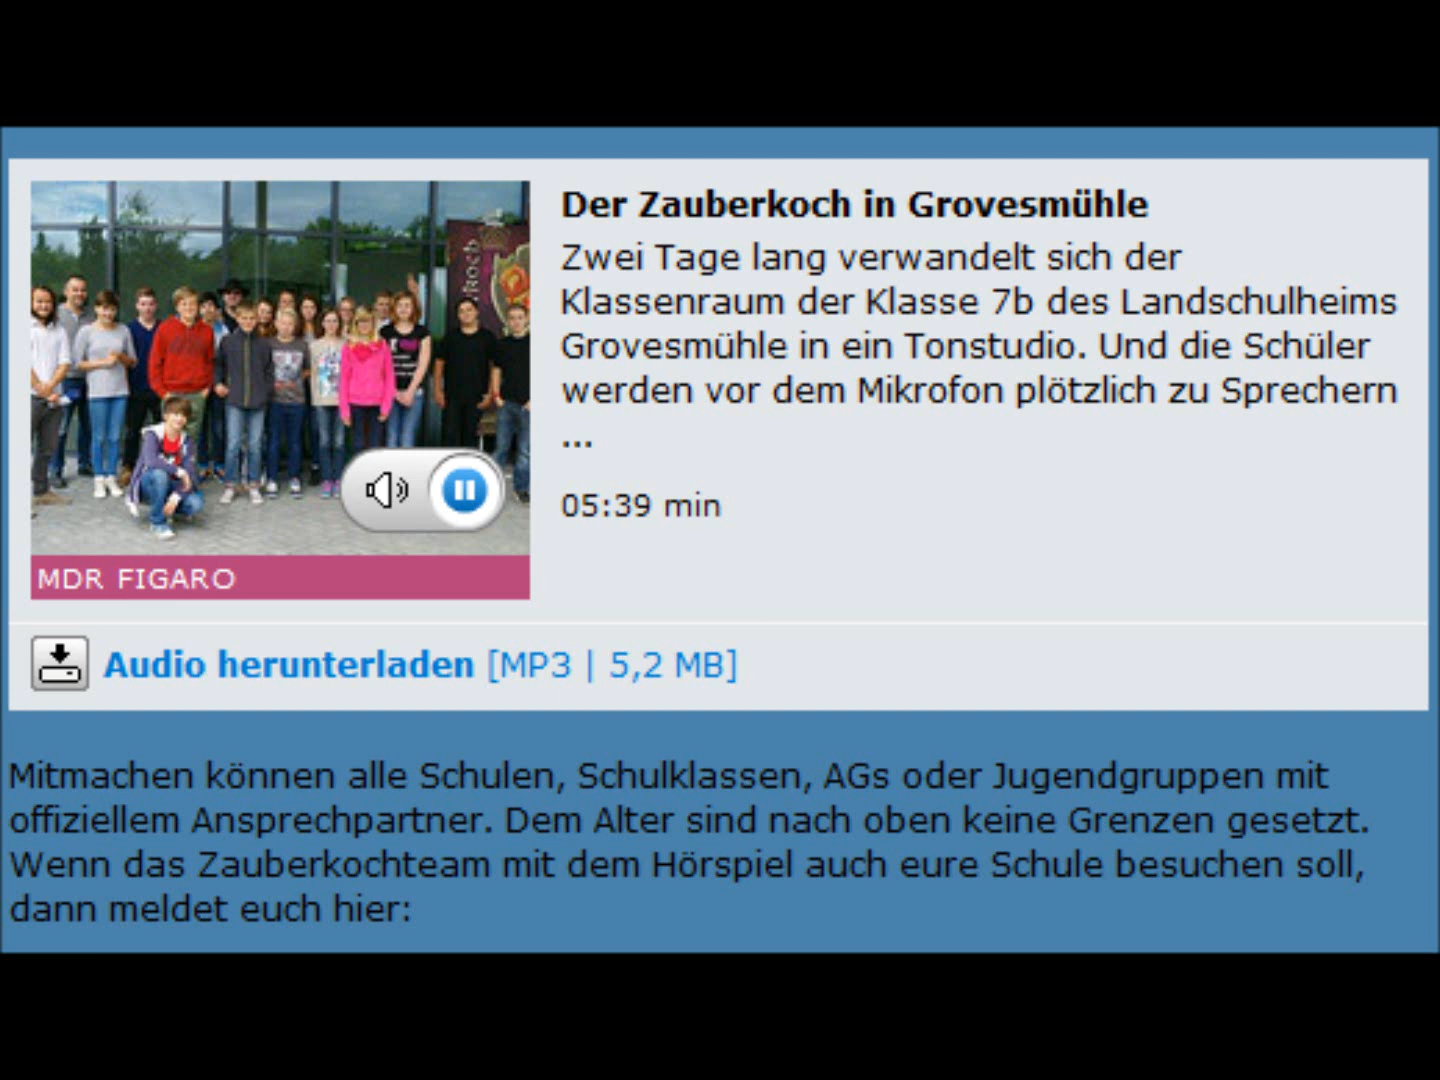 Der Zauberkoch in Grovesmühle
Zwei Tage lang verwandelt sich der
Klassenraum der Klasse 7b des Landschulheims
Grovesmühle in ein Tonstudio. Und die Schüler
werden vor dem Mikrofon plötzlich zu Sprechern
...
05:39 min
MDR FIGARO
Audio herunterladen [MP3 | 5,2 MB]
Mitmachen können alle Schulen, Schulklassen, AGs oder Jugendgruppen mit
offiziellem Ansprechpartner. Dem Alter sind nach oben keine Grenzen gesetzt.
Wenn das Zauberkochteam mit dem Hörspiel auch eure Schule besuchen soll,
dann meldet euch hier: